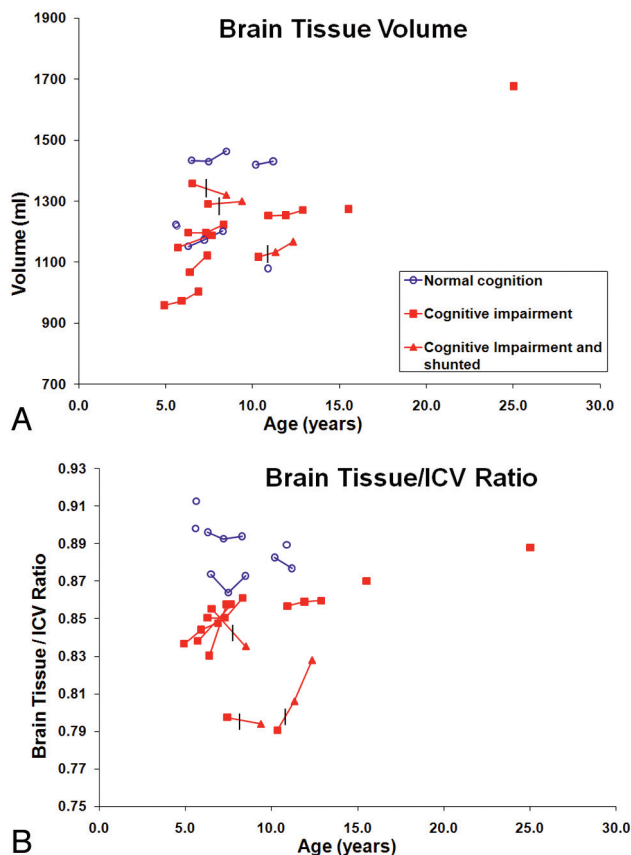 Brain Tissue Volume
1900
1700
1500
1300
1100
900
700
Volume (ml)
Normal cognition
Cognitive impairment
Cognitive Impairment and
shunted
0.0 5.0 10.0 15.0 20.0 25.0 30.0
Age (years)
A
Brain Tissue/ICV Ratio
0.93
0.91
0.89
0.87
0.85
0.83
0.81
0.79
0.77
0.75
Brain Tissue / ICV Ratio
0.0 5.0 10.0 15.0 20.0 25.0 30.0
Age (years)
B